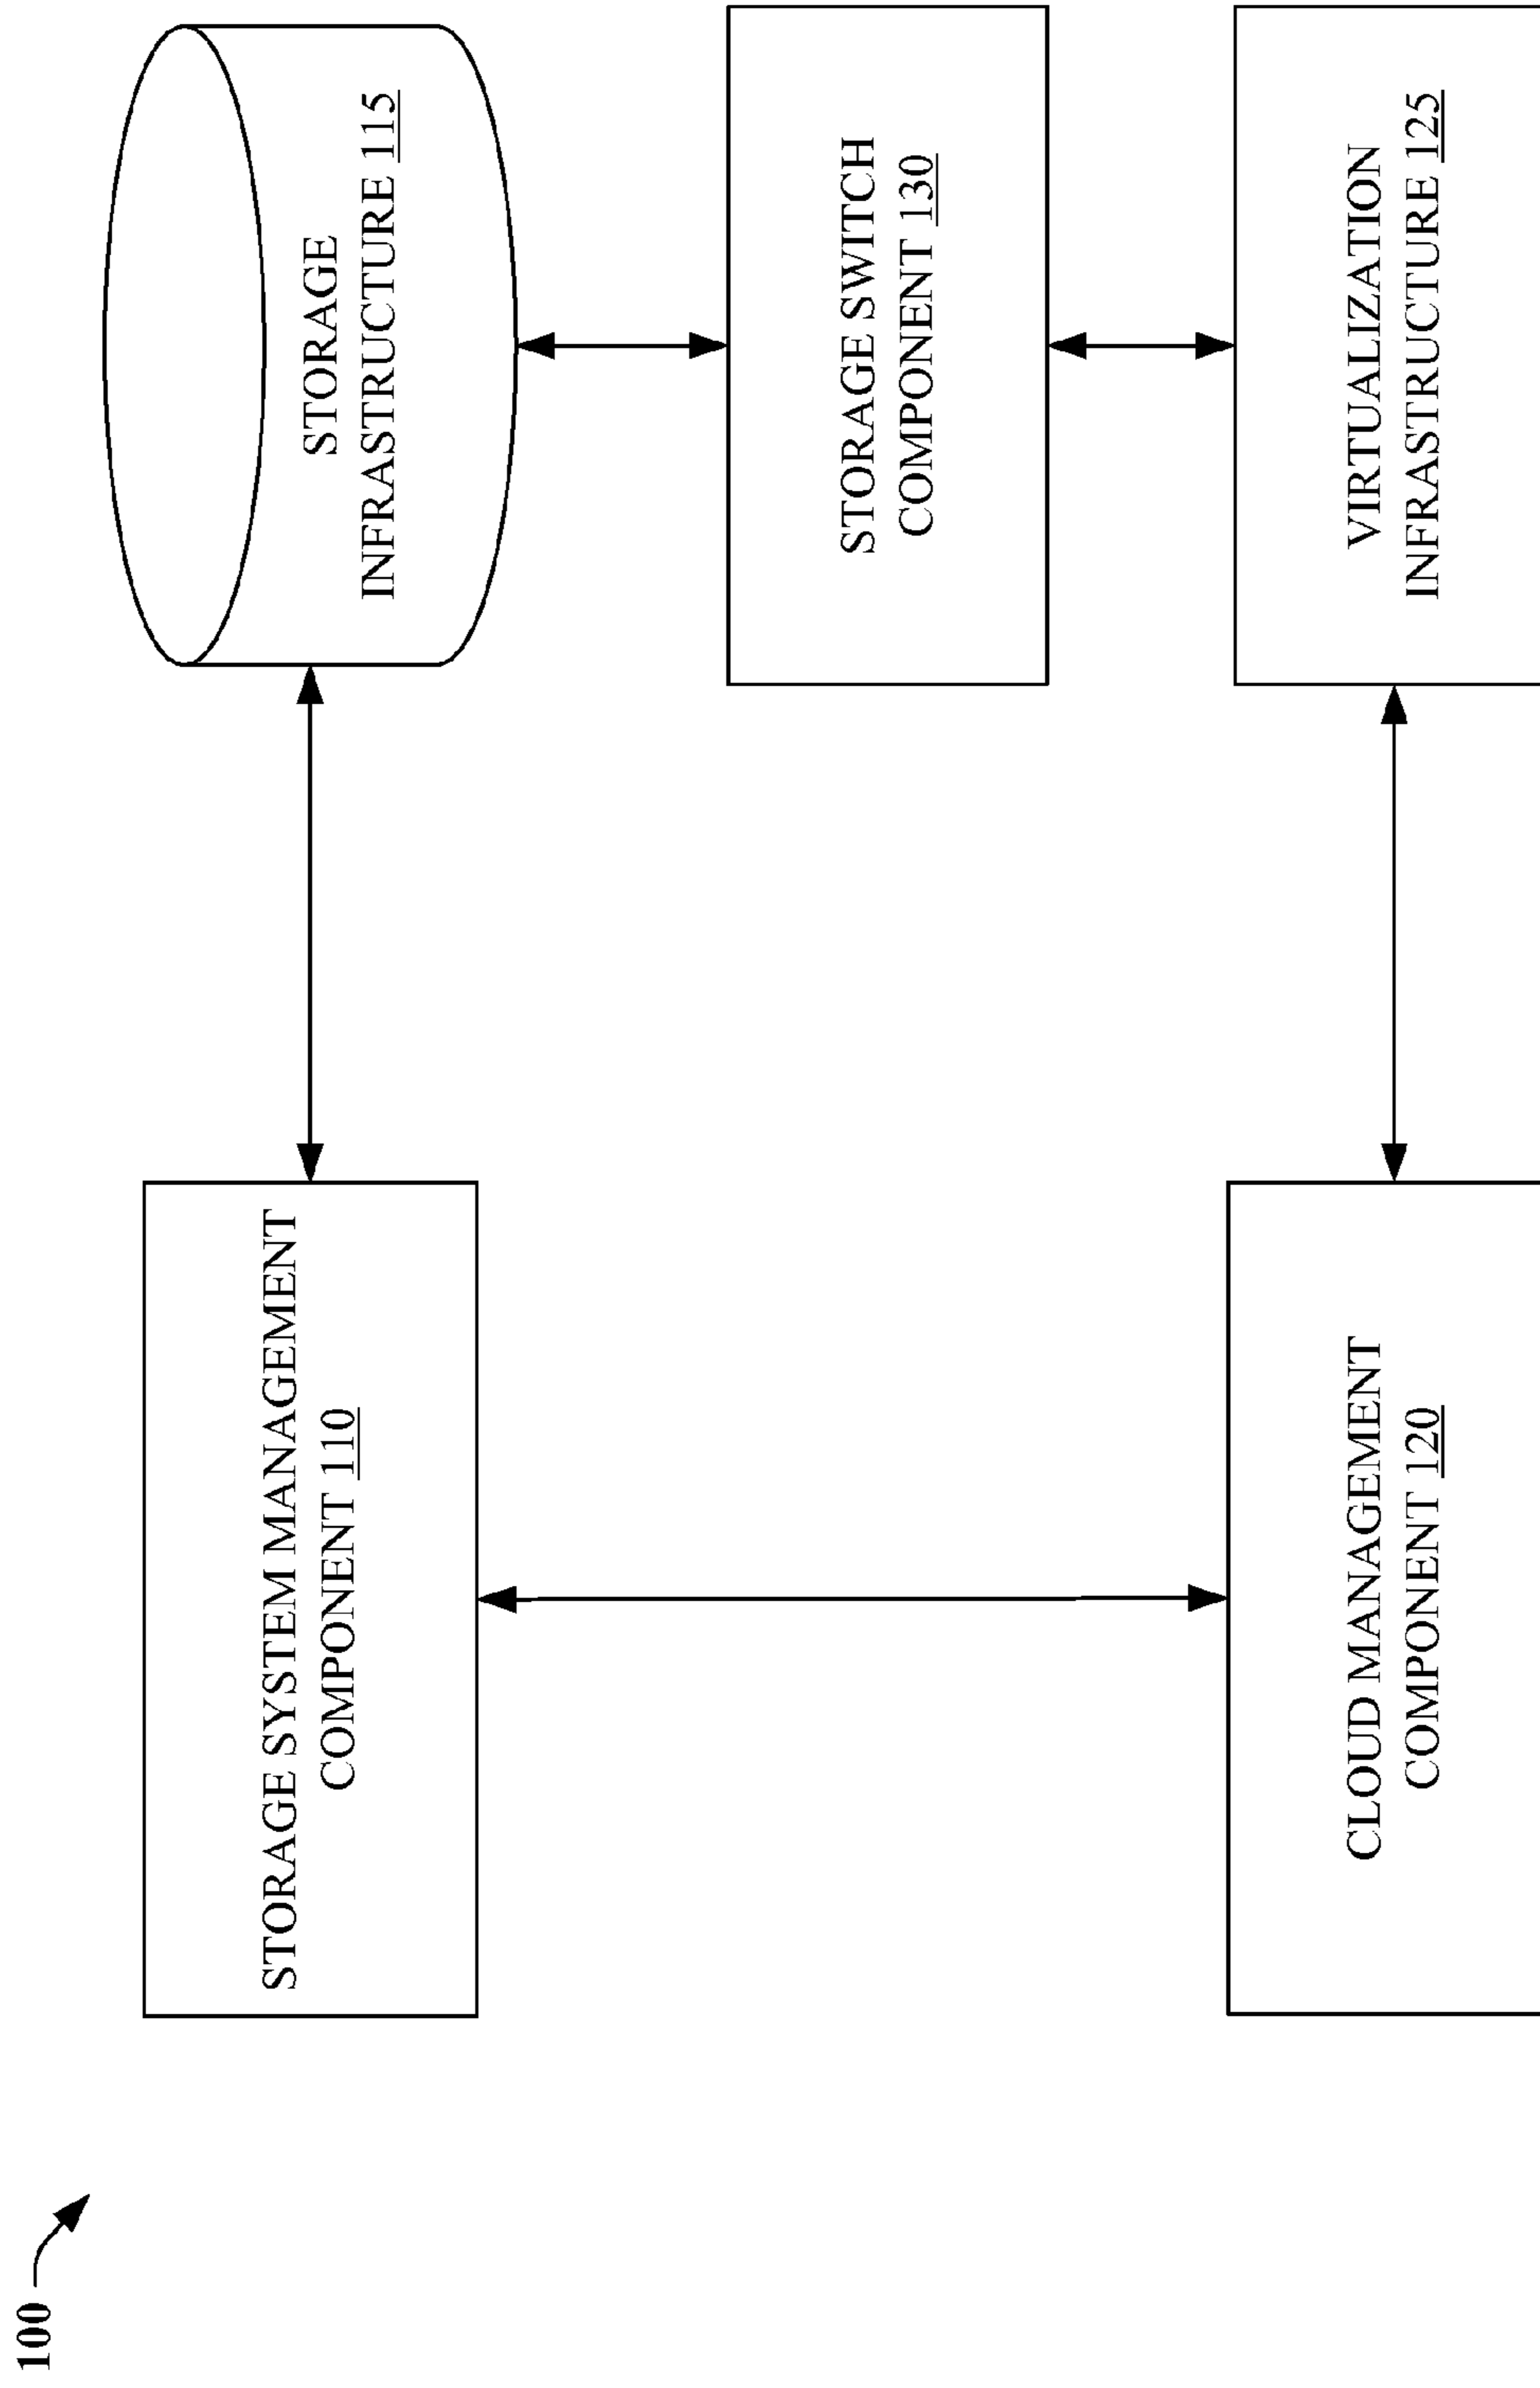 100
STORAGE SYSTEM MANAGEMENT
COMPONENT 110
STORAGE
INFRASTRUCTURE 115
STORAGE SWITCH
COMPONENT 130
CLOUD MANAGEMENT
COMPONENT 120
VIRTUALIZATION
INFRASTRUCTURE 125